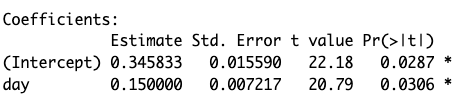 Coefficients:
Estimate Std. Error t value Pr(>|t|)
(Intercept) 0.345833 0.015590 22.18 0.0287 *
day 0.150000 0.007217 20.79 0.0306 *